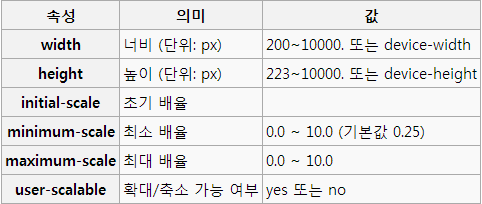 속성 의미 값
width 너비 (단위: px) 200~10000. 또는 device-width
height 높이 (단위: px) 223~10000. 또는 device-height
initial-scale 초기 배율
minimum-scale 최소 배율 0.0 ~ 10.0 (기본값 0.25)
maximum-scale 최대 배율 0.0 ~ 10.0
user-scalable 확대/축소 가능 여부 yes 또는 no